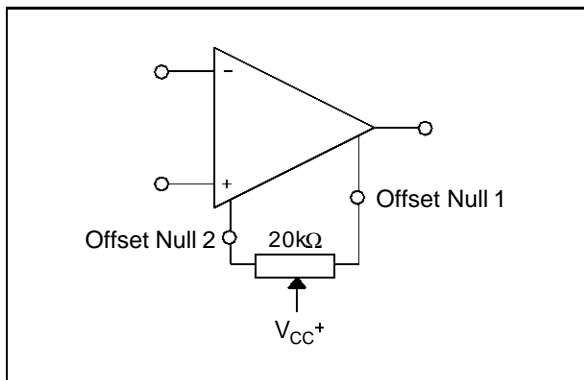 -
+
Offset Null 1
Offset Null 2
20kΩ
VCC+